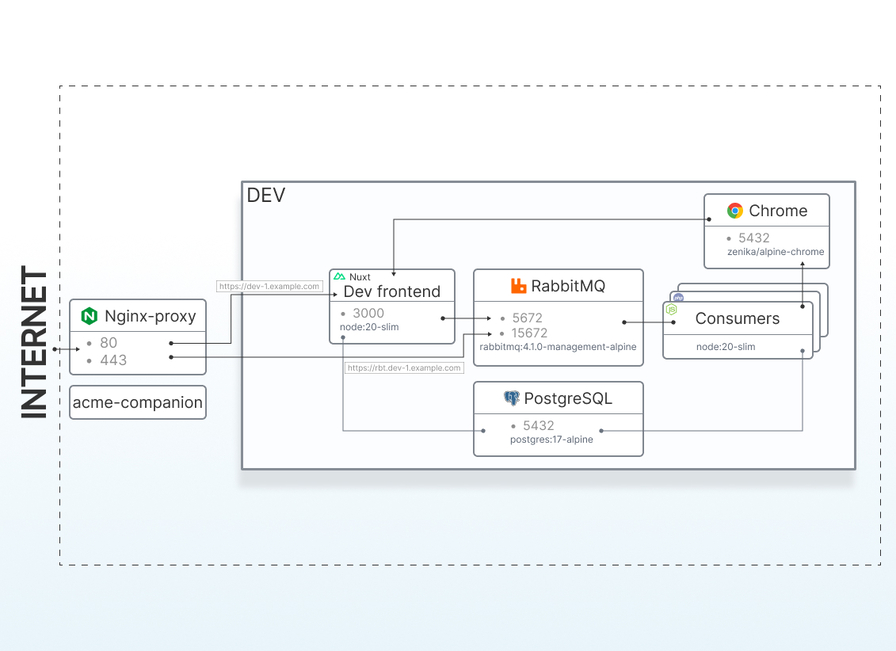 INTERNET
Nginx-proxy
• 80
• 443
acme-companion
DEV
https://dev-1.example.com
Nuxt
Dev frontend
• 3000
node:20-slim
https://rbt.dev-1.example.com
RabbitMQ
• 5672
• 15672
rabbitmq:4.1.0-management-alpine
PostgreSQL
• 5432
postgres:17-alpine
Chrome
• 5432
zenika/alpine-chrome
php
Consumers
node:20-slim